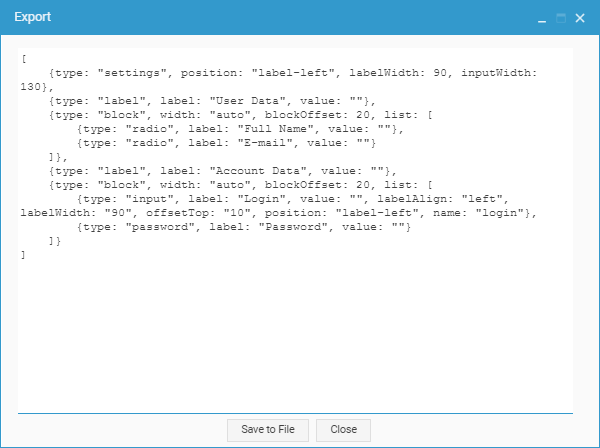 Export
[
    {type: "settings", position: "label-left", labelWidth: 90, inputWidth:
130},
    {type: "label", label: "User Data", value: ""},
    {type: "block", width: "auto", blockOffset: 20, list: [
        {type: "radio", label: "Full Name", value: ""},
        {type: "radio", label: "E-mail", value: ""}
    ]},
    {type: "label", label: "Account Data", value: ""},
    {type: "block", width: "auto", blockOffset: 20, list: [
        {type: "input", label: "Login", value: "", labelAlign: "left",
labelWidth: "90", offsetTop: "10", position: "label-left", name: "login"},
        {type: "password", label: "Password", value: ""}
    ]}
]
Save to File Close